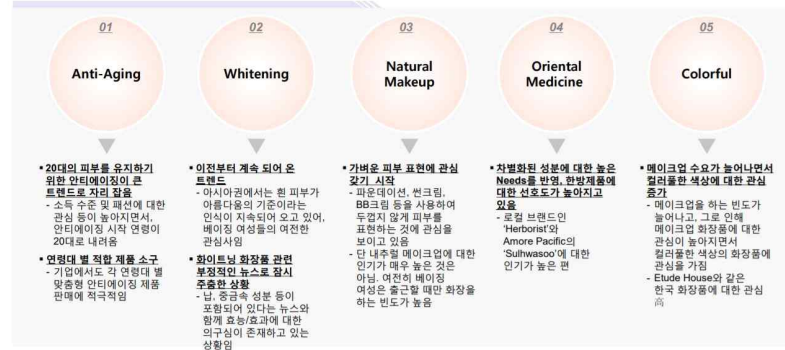 01
Anti-Aging
▪ 20대의 피부를 유지하기
위한 안티에이징이 큰
트렌드로 자리 잡음
- 소득 수준 및 패션에 대한
관심 등이 높아지면서,
안티에이징 시작 연령이
20대로 내려옴
▪ 연령대 별 적합 제품 소구
- 기업에서도 각 연령대 별
맞춤형 안티에이징 제품
판매에 적극적임
02
Whitening
▪ 이전부터 계속 되어 온
트렌드
- 아시아권에서는 흰 피부가
아름다움의 기준이라는
인식이 지속되어 오고 있어,
베이징 여성들의 여전한
관심사임
▪ 화이트닝 화장품 관련
부정적인 뉴스로 잠시
주춤한 상황
- 납, 중금속 성분 등이
포함되어 있다는 뉴스와
함께 효능/효과에 대한
의구심이 존재하고 있는
상황임
03
Natural
Makeup
▪ 가벼운 피부 표현에 관심
갖기 시작
- 파운데이션, 썬크림,
BB크림 등을 사용하여
두껍지 않게 피부를
표현하는 것에 관심을
보이고 있음
- 단 내추럴 메이크업에 대한
인기가 매우 높은 것은
아님. 여전히 베이징
여성은 출근할 때만 화장을
하는 빈도가 높음
04
Oriental
Medicine
▪ 차별화된 성분에 대한 높은
Needs를 반영, 한방제품에
대한 선호도가 높아지고
있음
- 로컬 브랜드인
'Herborist'와
Amore Pacific의
'Sulhwasoo'에 대한
인기가 높은 편
05
Colorful
▪ 메이크업 수요가 늘어나면서
컬러풀한 색상에 대한 관심
증가
- 메이크업을 하는 빈도가
늘어나고, 그로 인해
메이크업 화장품에 대한
관심이 높아지면서
컬러풀한 색상의 화장품에
관심을 가짐
- Etude House와 같은
한국 화장품에 대한 관심
高